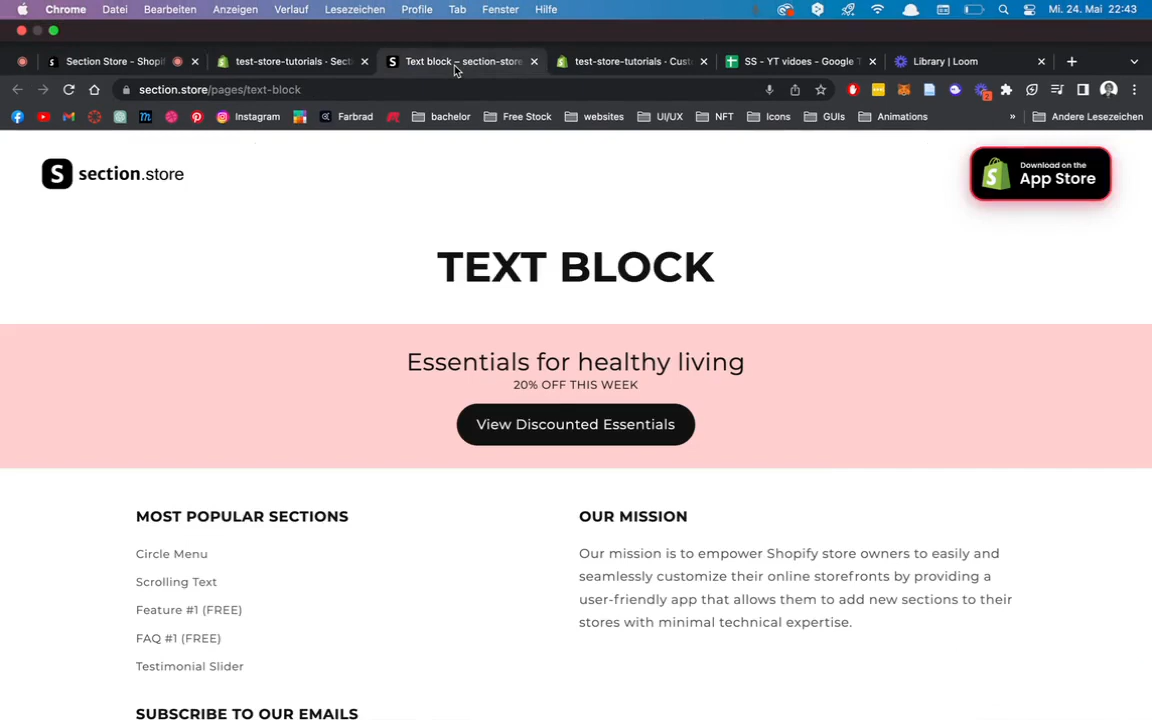 Chrome Datei Bearbeiten Anzeigen Verlauf Lesezeichen Profile Tab Fenster Hilfe Mi. 24. Mai 22:43
Section Store - Shopif test-store-tutorials · Sect Text block – section-store test-store-tutorials · Cust SS - YT vidoes - Google T Library | Loom
section.store/pages/text-block 2
Instagram Farbrad bachelor Free Stock websites UI/UX NFT Icons GUIs Animations » Andere Lesezeichen
S section.store
Download on the
App Store
TEXT BLOCK
Essentials for healthy living
20% OFF THIS WEEK
View Discounted Essentials
MOST POPULAR SECTIONS
Circle Menu
Scrolling Text
Feature #1 (FREE)
FAQ #1 (FREE)
Testimonial Slider
OUR MISSION
Our mission is to empower Shopify store owners to easily and
seamlessly customize their online storefronts by providing a
user-friendly app that allows them to add new sections to their
stores with minimal technical expertise.
SUBSCRIBE TO OUR EMAILS